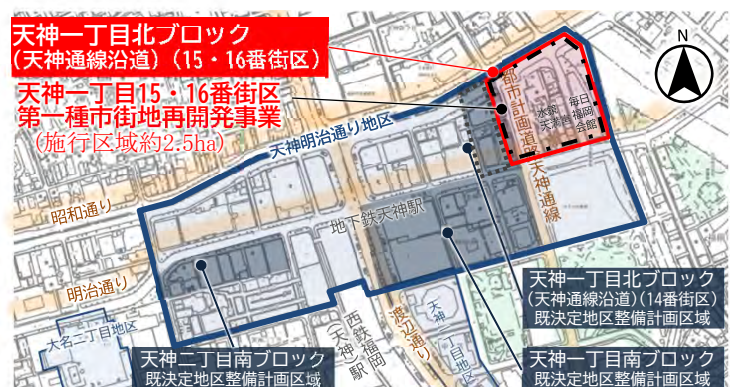 天神一丁目北ブロック
(天神通線沿道)(15・16番街区)
天神一丁目15・16番街区
第一種市街地再開発事業
(施行区域約2.5ha)
N
天神明治通り地区
都市計画道路
天神通線
水鏡
天満宮
毎日
福岡
会館
昭和通り
地下鉄天神駅
明治通り
大名二丁目地区
西鉄福岡
(天神)駅
渡辺通り
天神一丁目地区
天神一丁目北ブロック
(天神通線沿道)(14番街区)
既決定地区整備計画区域
天神二丁目南ブロック
既決定地区整備計画区域
天神一丁目南ブロック
既決定地区整備計画区域